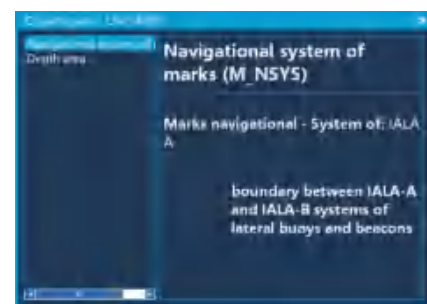 Depth area
Navigational system of
marks (M_NSYS)
Marks navigational - System of: IALA
A
boundary between IALA-A
and IALA-B systems of
lateral buoys and beacons